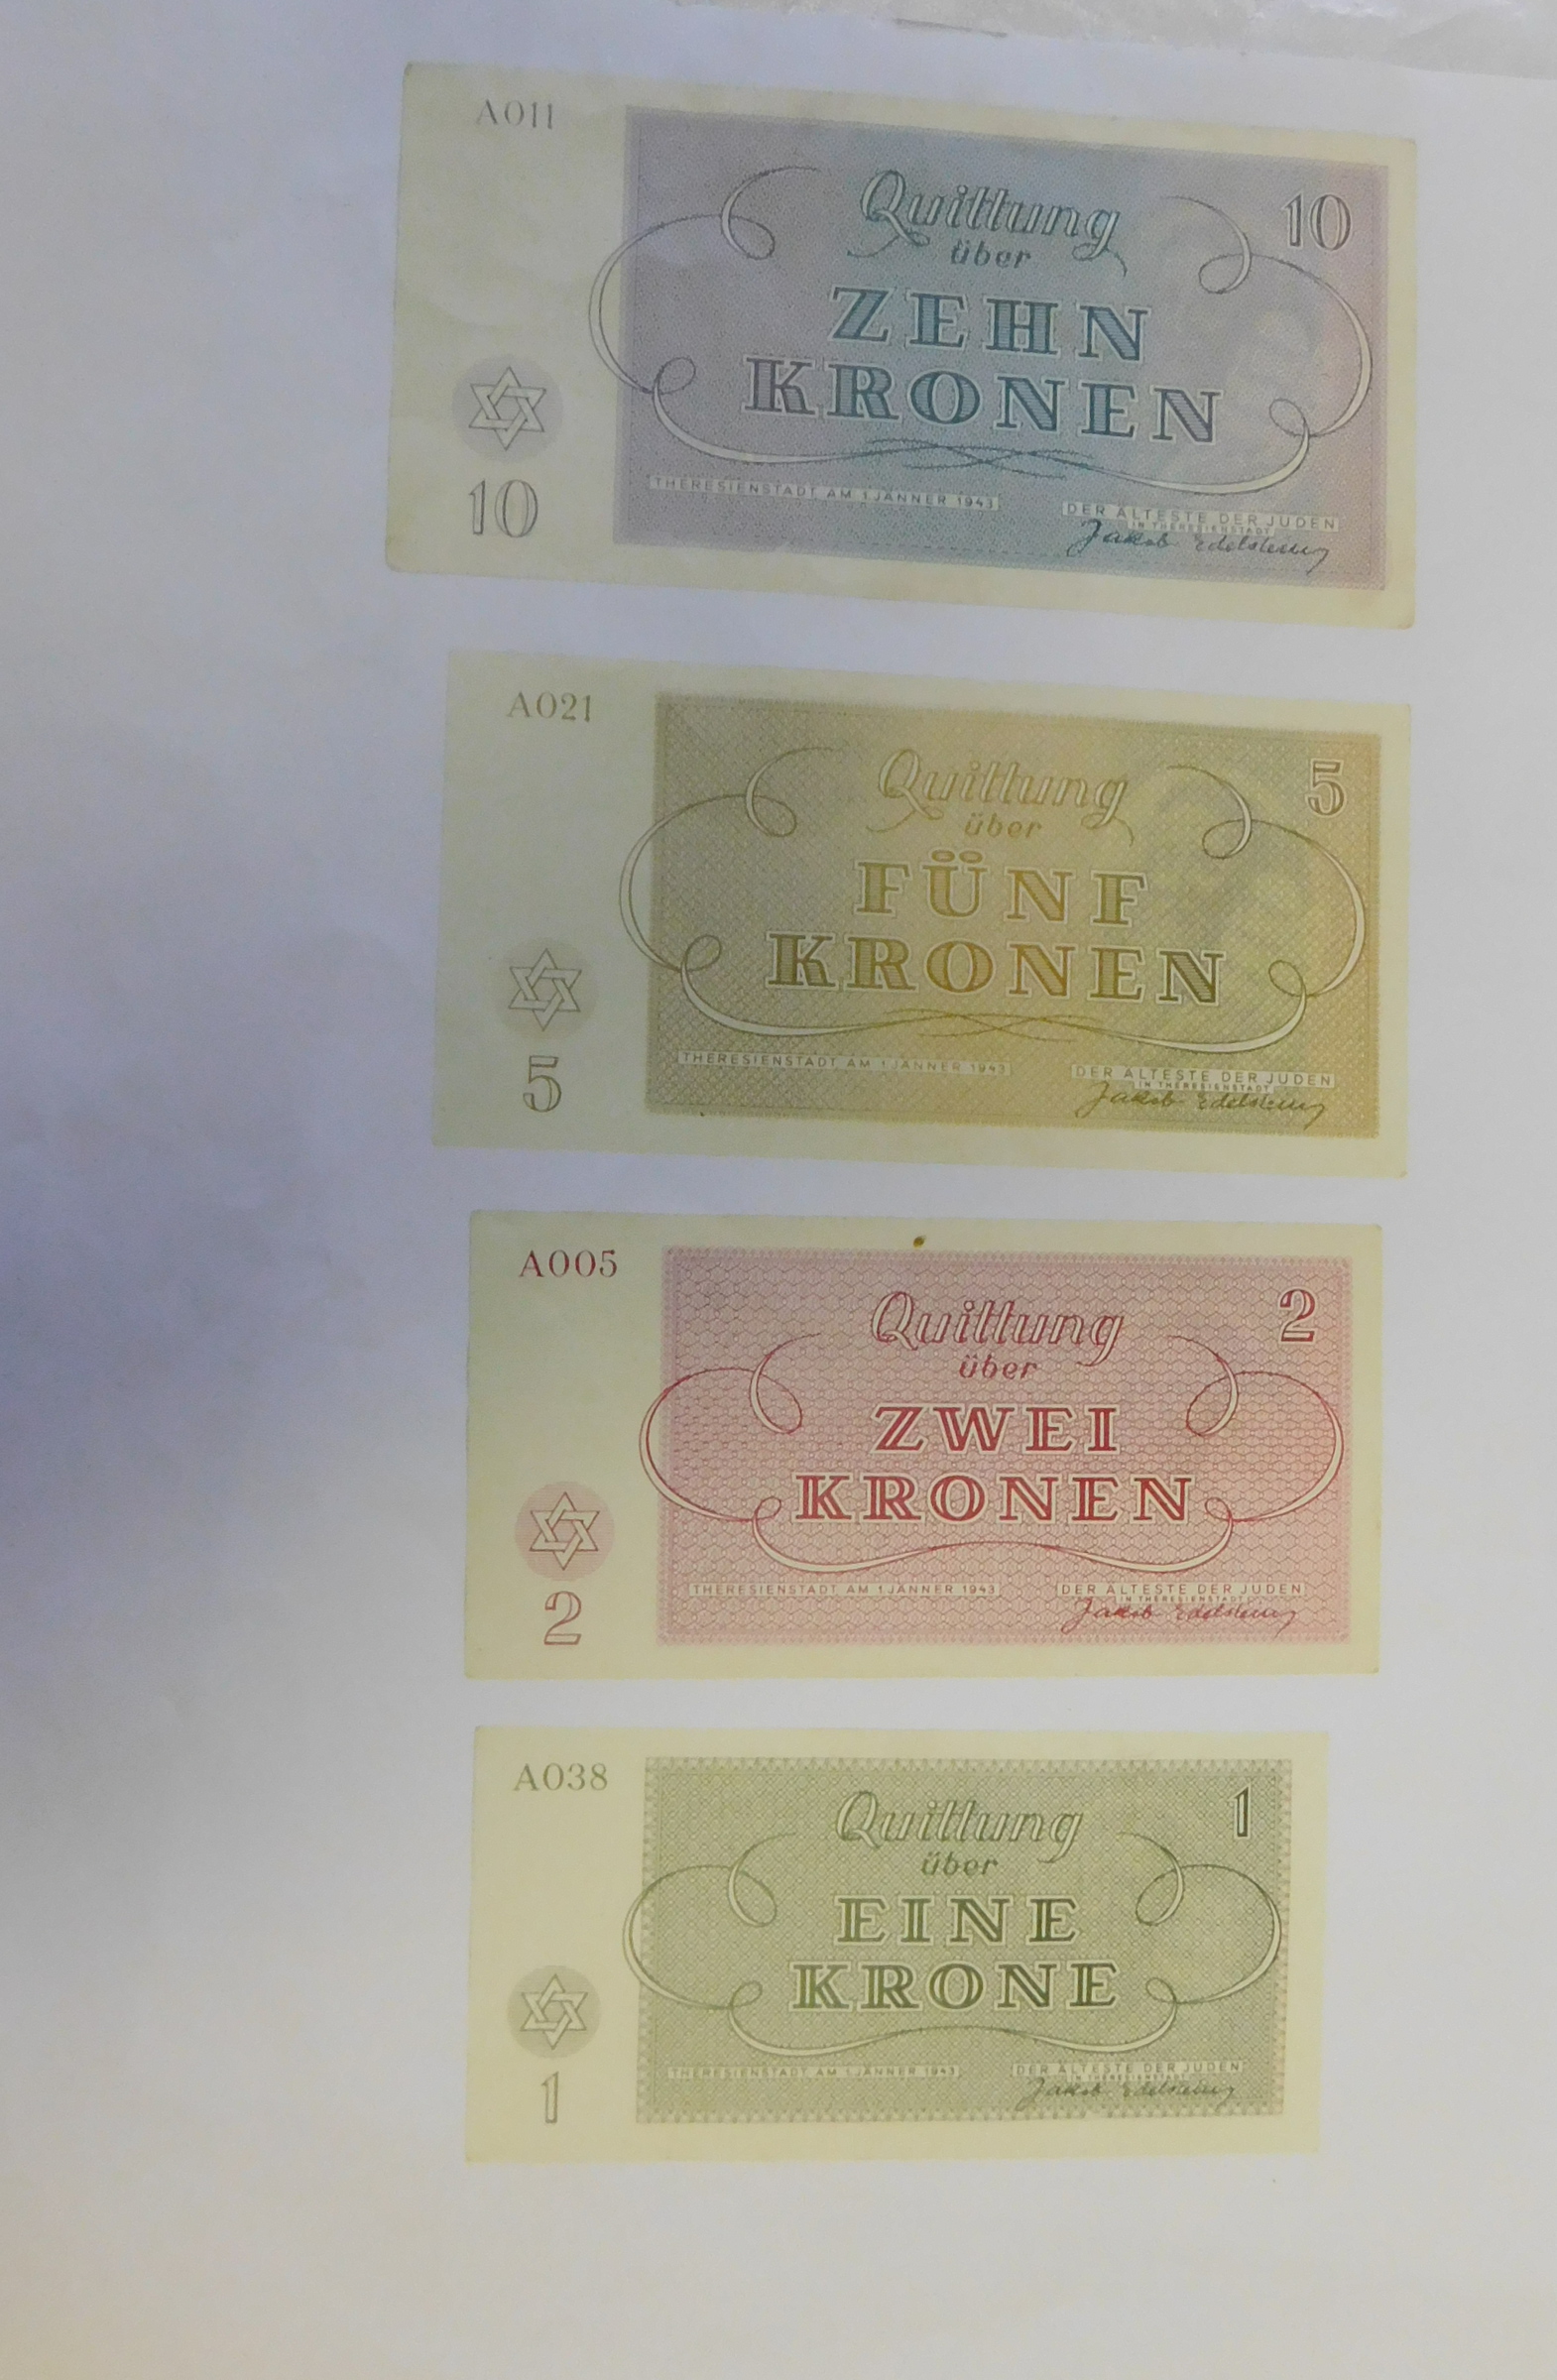 A011
Quittung
10
über
ZEHN
KRONEN
THERESIENSTADT AM 1.JÄNNER 1943
DER ÄLTESTE DER JUDEN
IN THERESIENSTADT
10
Jakob Edelstein
A021
Quittung
5
über
FÜNF
KRONEN
THERESIENSTADT AM 1.JÄNNER 1943
DER ÄLTESTE DER JUDEN
IN THERESIENSTADT
5
Jakob Edelstein
A005
Quittung
2
über
ZWEI
KRONEN
THERESIENSTADT AM 1.JÄNNER 1943
DER ÄLTESTE DER JUDEN
IN THERESIENSTADT
2
Jakob Edelstein
A038
Quittung
1
über
EINE
KRONE
THERESIENSTADT AM 1.JÄNNER 1943
DER ÄLTESTE DER JUDEN
IN THERESIENSTADT
1
Jakob Edelstein